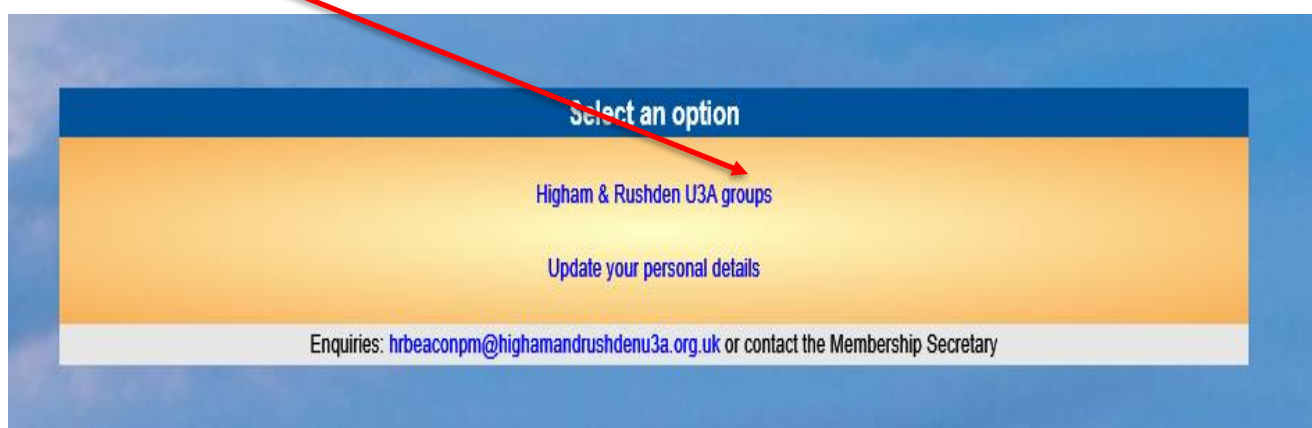 Select an option
Higham & Rushden U3A groups
Update your personal details
Enquiries: hrbeaconpm@highamandrushdenu3a.org.uk or contact the Membership Secretary